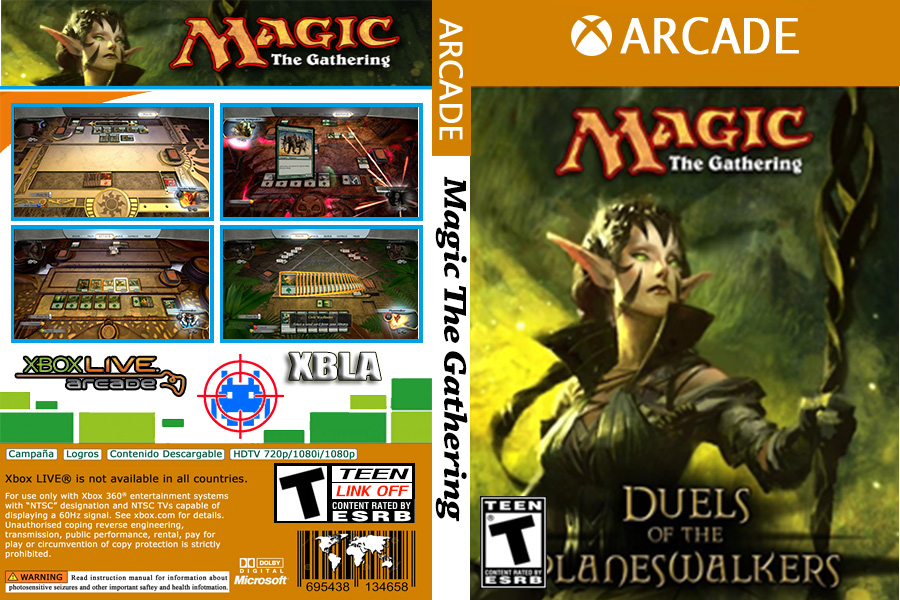 MAGIC
The Gathering
XBOX LIVE
arcade
XBLA
Campaña
Logros
Contenido Descargable
HDTV 720p/1080i/1080p
Xbox LIVE® is not available in all countries.
For use only with Xbox 360® entertainment systems
with "NTSC" designation and NTSC TVs capable of
displaying a 60Hz signal. See xbox.com for details.
Unauthorised coping reverse engineering,
transmission, public performance, rental, pay for
play or circumvention of copy protection is strictly
prohibited.
WARNING Read instruction manual for information about
photosensitive seizures and other important saftey and health information.
TEEN
T
LINK OFF
CONTENT RATED BY
ESRB
DOLBY
DIGITAL
Microsoft
695438 134658
ARCADE
Magic The Gathering
ARCADE
MAGIC
The Gathering
DUELS
OF THE
PLANESWALKERS
TEEN
T
CONTENT RATED BY
ESRB